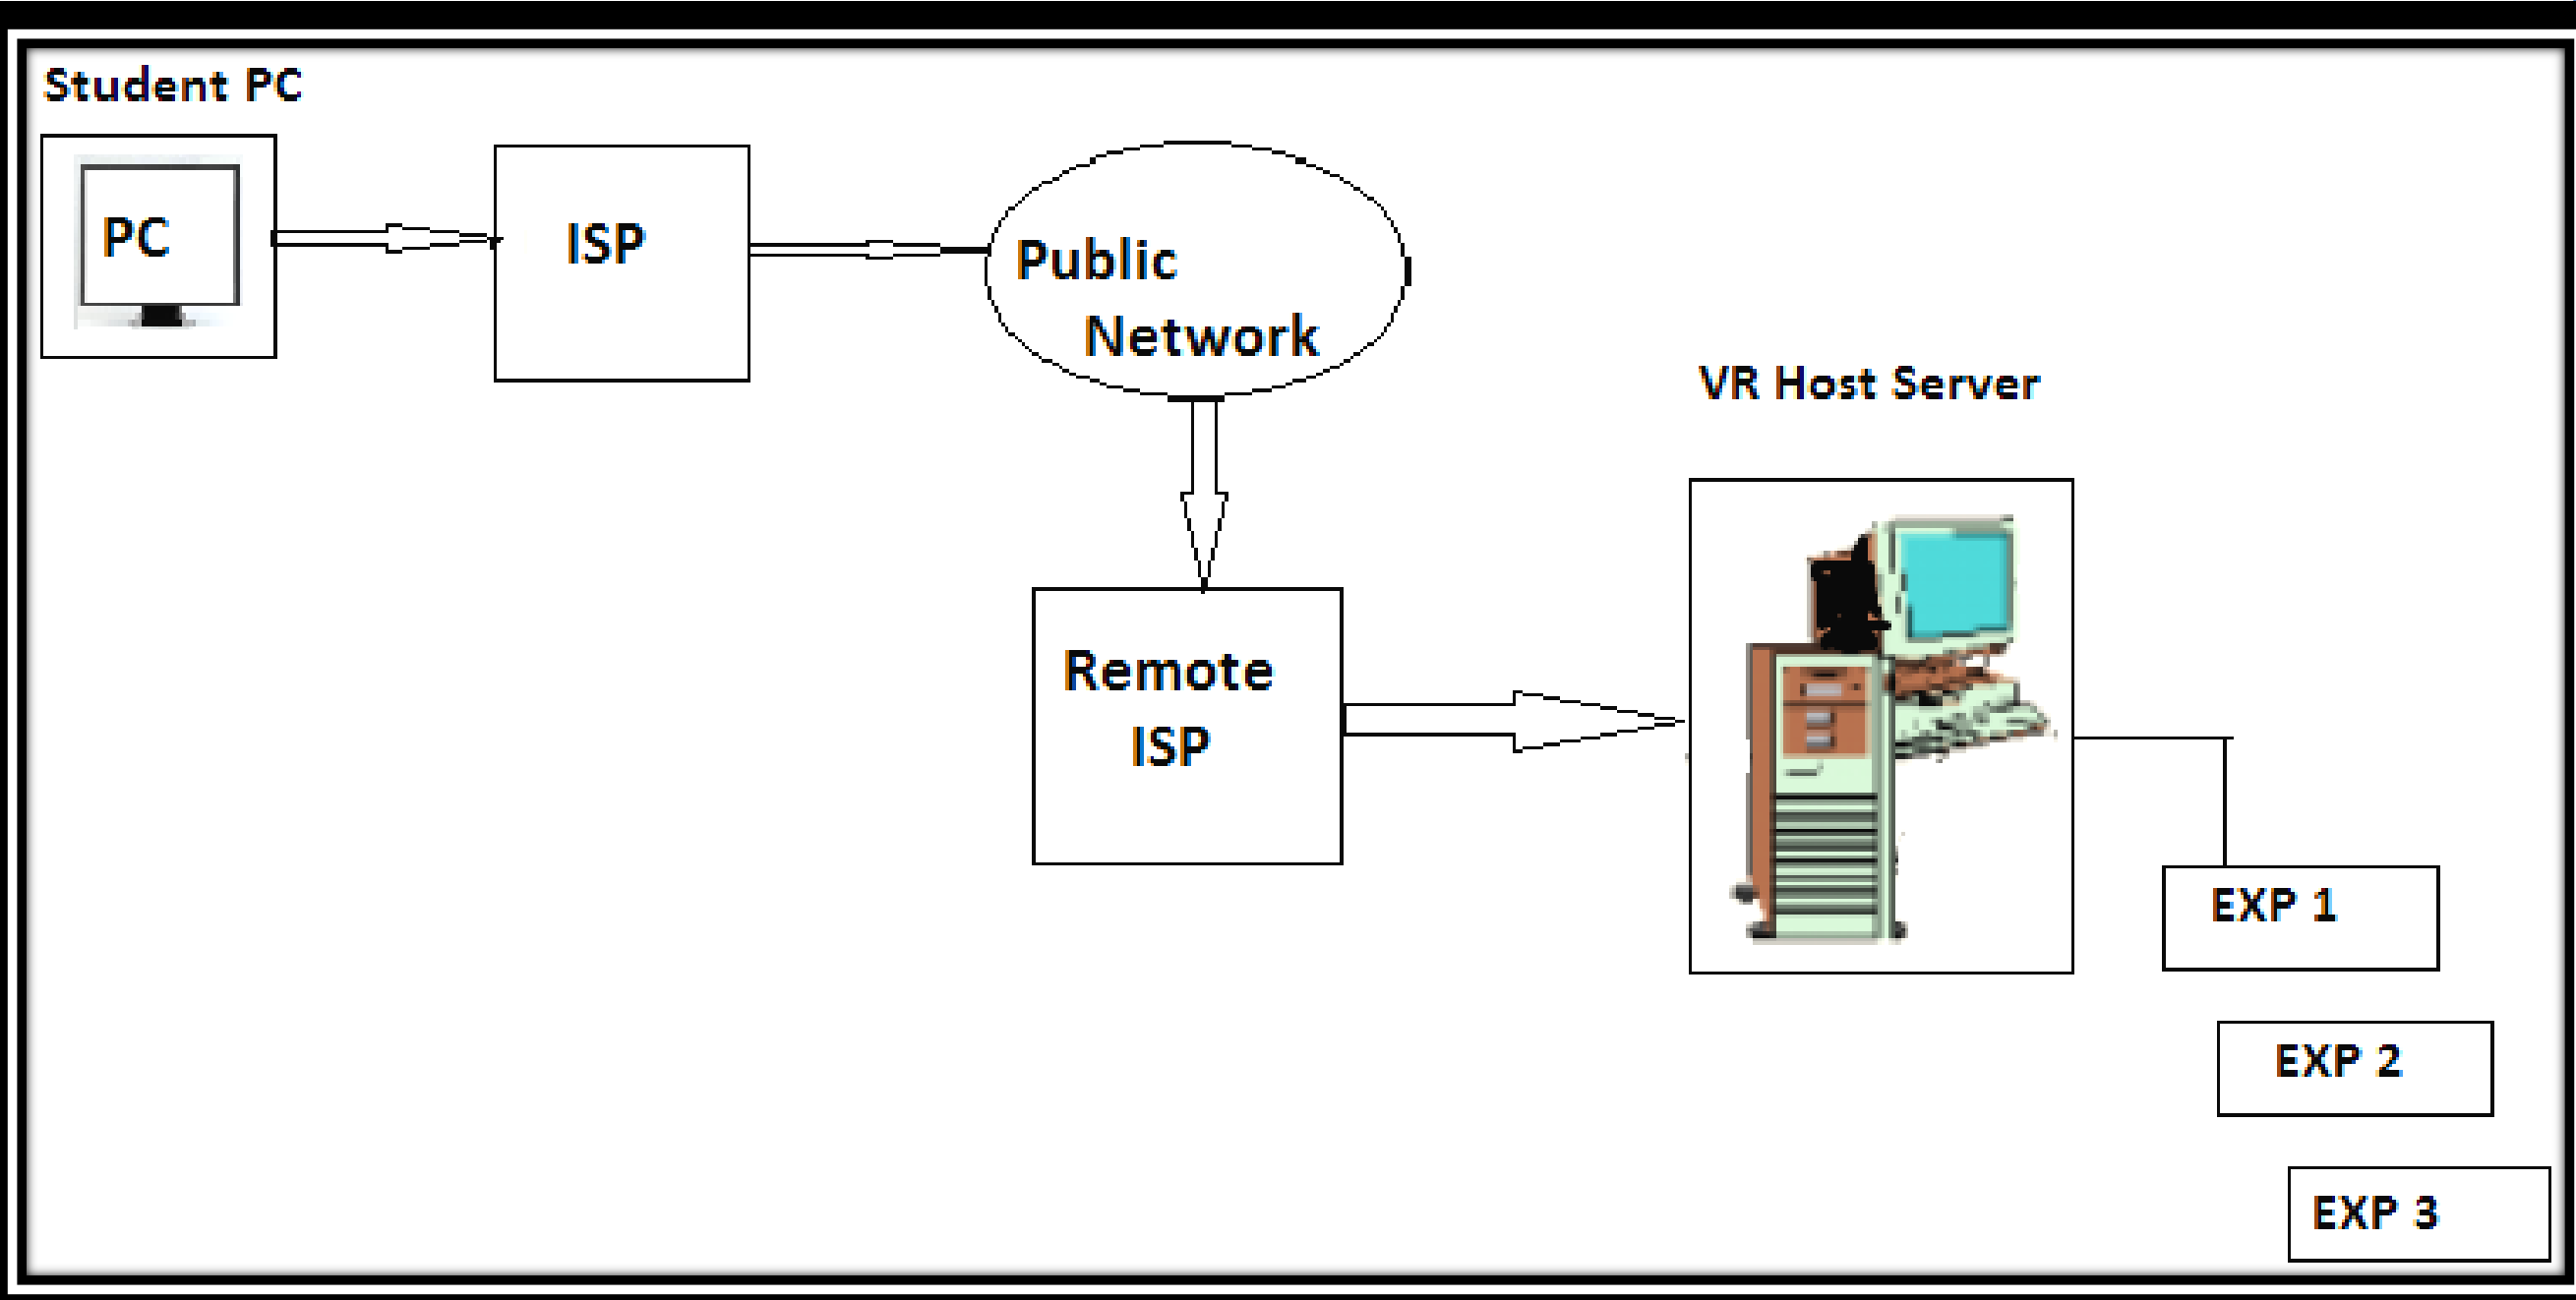 Student PC
PC
ISP
Public
Network
VR Host Server
Remote
ISP
EXP 1
EXP 2
EXP 3